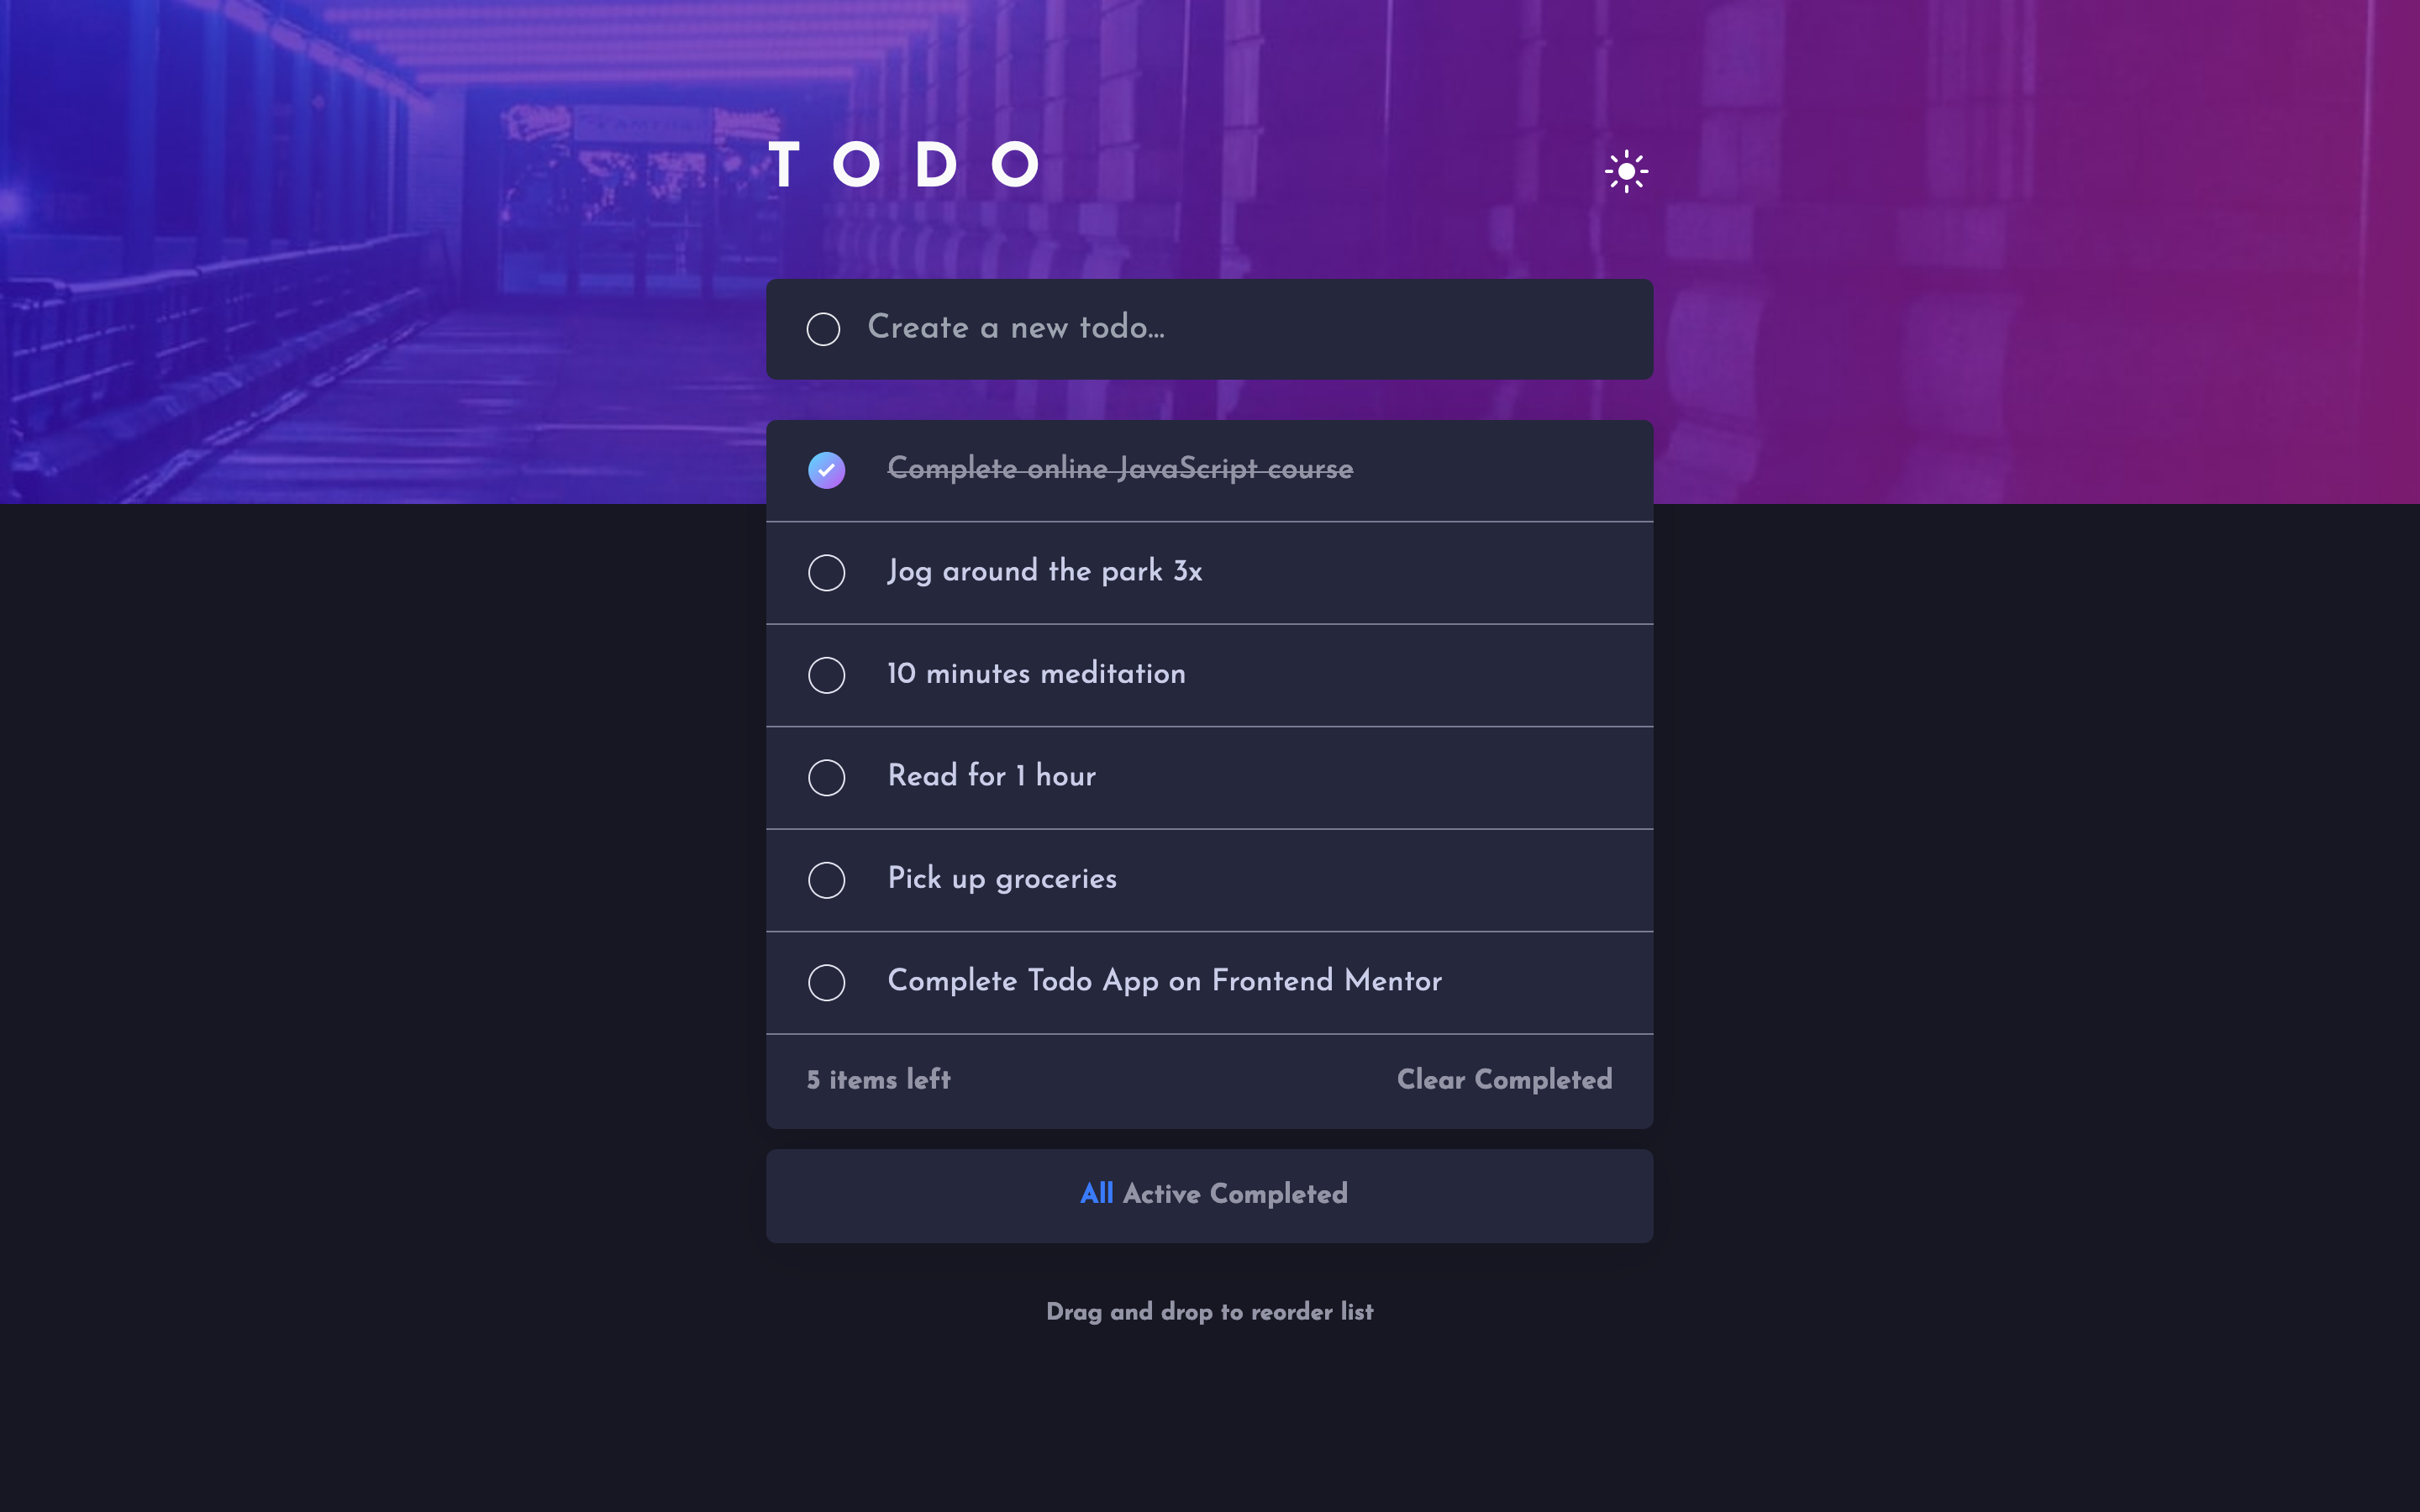 TODO
Create a new todo...
Complete online JavaScript course
Jog around the park 3x
10 minutes meditation
Read for 1 hour
Pick up groceries
Complete Todo App on Frontend Mentor
5 items left Clear Completed
All Active Completed
Drag and drop to reorder list